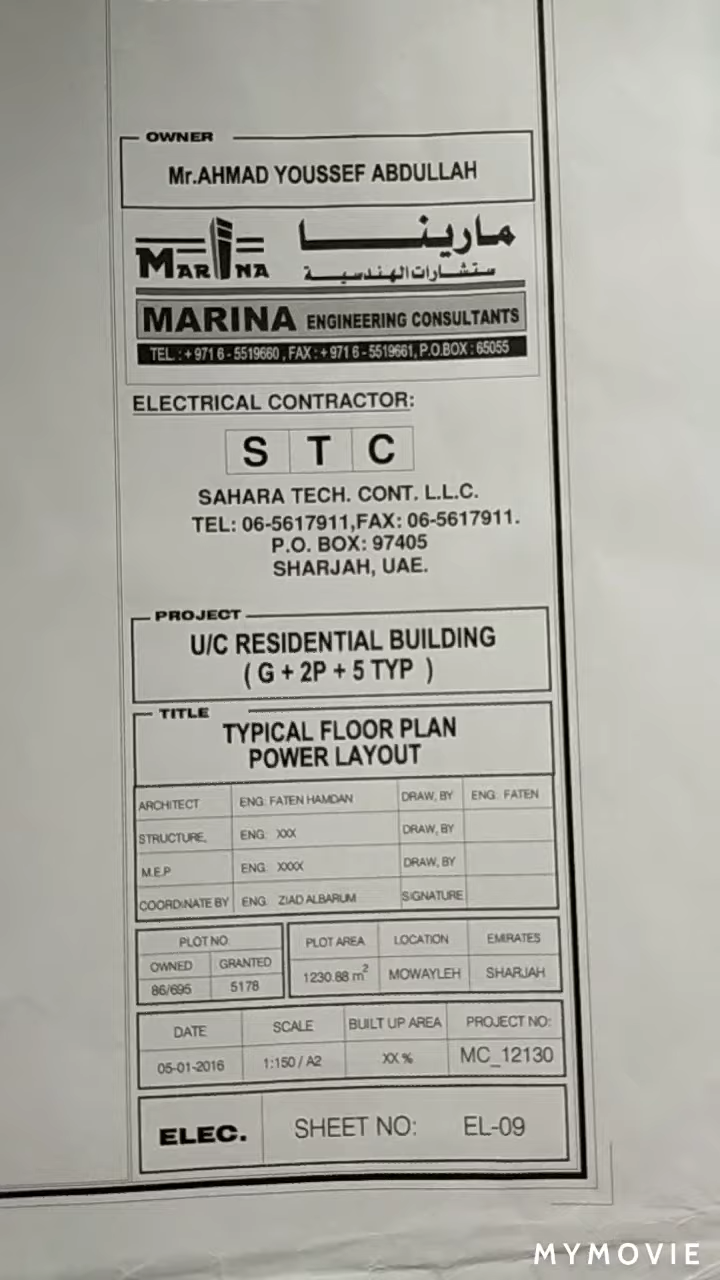 OWNER
Mr.AHMAD YOUSSEF ABDULLAH
MARINA
مارينا
ستشارات الهندسية
MARINA ENGINEERING CONSULTANTS
TEL : + 971 6 - 5519660 , FAX : + 971 6 - 5519661, P.O.BOX : 65055
ELECTRICAL CONTRACTOR:
S T C
SAHARA TECH. CONT. L.L.C.
TEL: 06-5617911,FAX: 06-5617911.
P.O. BOX: 97405
SHARJAH, UAE.
PROJECT
U/C RESIDENTIAL BUILDING
( G + 2P + 5 TYP )
TITLE
TYPICAL FLOOR PLAN
POWER LAYOUT
ARCHITECT ENG. FATEN HAMDAN DRAW, BY ENG. FATEN
STRUCTURE, ENG. XXX DRAW, BY
M.E.P ENG. XXXX DRAW, BY
COORDINATE BY ENG. ZIAD ALBARUM SIGNATURE
PLOT NO
OWNED GRANTED
86/695 5178
PLOT AREA LOCATION EMIRATES
1230.88 m² MOWAYLEH SHARJAH
DATE SCALE BUILT UP AREA PROJECT NO:
05-01-2016 1:150 / A2 XX % MC_12130
ELEC. SHEET NO: EL-09
MYMOVIE